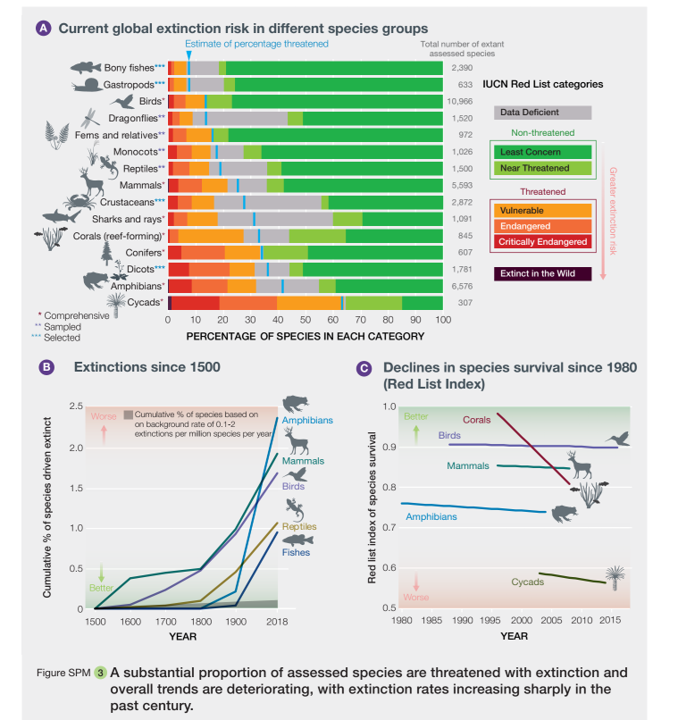 A Current global extinction risk in different species groups
Estimate of percentage threatened
Total number of extant
assessed species
Bony fishes*** 2,390
Gastropods*** 633
Birds* 10,966
Dragonflies** 1,520
Ferns and relatives** 972
Monocots** 1,026
Reptiles** 1,500
Mammals* 5,593
Crustaceans*** 2,872
Sharks and rays* 1,091
Corals (reef-forming)* 845
Conifers* 607
Dicots*** 1,781
Amphibians* 6,576
Cycads* 307
0 10 20 30 40 50 60 70 80 90 100
PERCENTAGE OF SPECIES IN EACH CATEGORY
* Comprehensive
** Sampled
*** Selected
IUCN Red List categories
Data Deficient
Non-threatened
Least Concern
Near Threatened
Threatened
Vulnerable
Endangered
Critically Endangered
Extinct in the Wild
Greater extinction risk
B Extinctions since 1500
Cumulative % of species driven extinct
2.5
2.0
1.5
1.0
0.5
0
Worse
Cumulative % of species based
on background rate of 0.1-2
extinctions per million species per year
Better
Amphibians
Mammals
Birds
Reptiles
Fishes
1500 1600 1700 1800 1900 2018
YEAR
C Declines in species survival since 1980
(Red List Index)
Red list index of species survival
1.0
0.9
0.8
0.7
0.6
0.5
Better
Corals
Birds
Mammals
Amphibians
Cycads
Worse
1980 1985 1990 1995 2000 2005 2010 2015
YEAR
Figure SPM 3 A substantial proportion of assessed species are threatened with extinction and
overall trends are deteriorating, with extinction rates increasing sharply in the
past century.